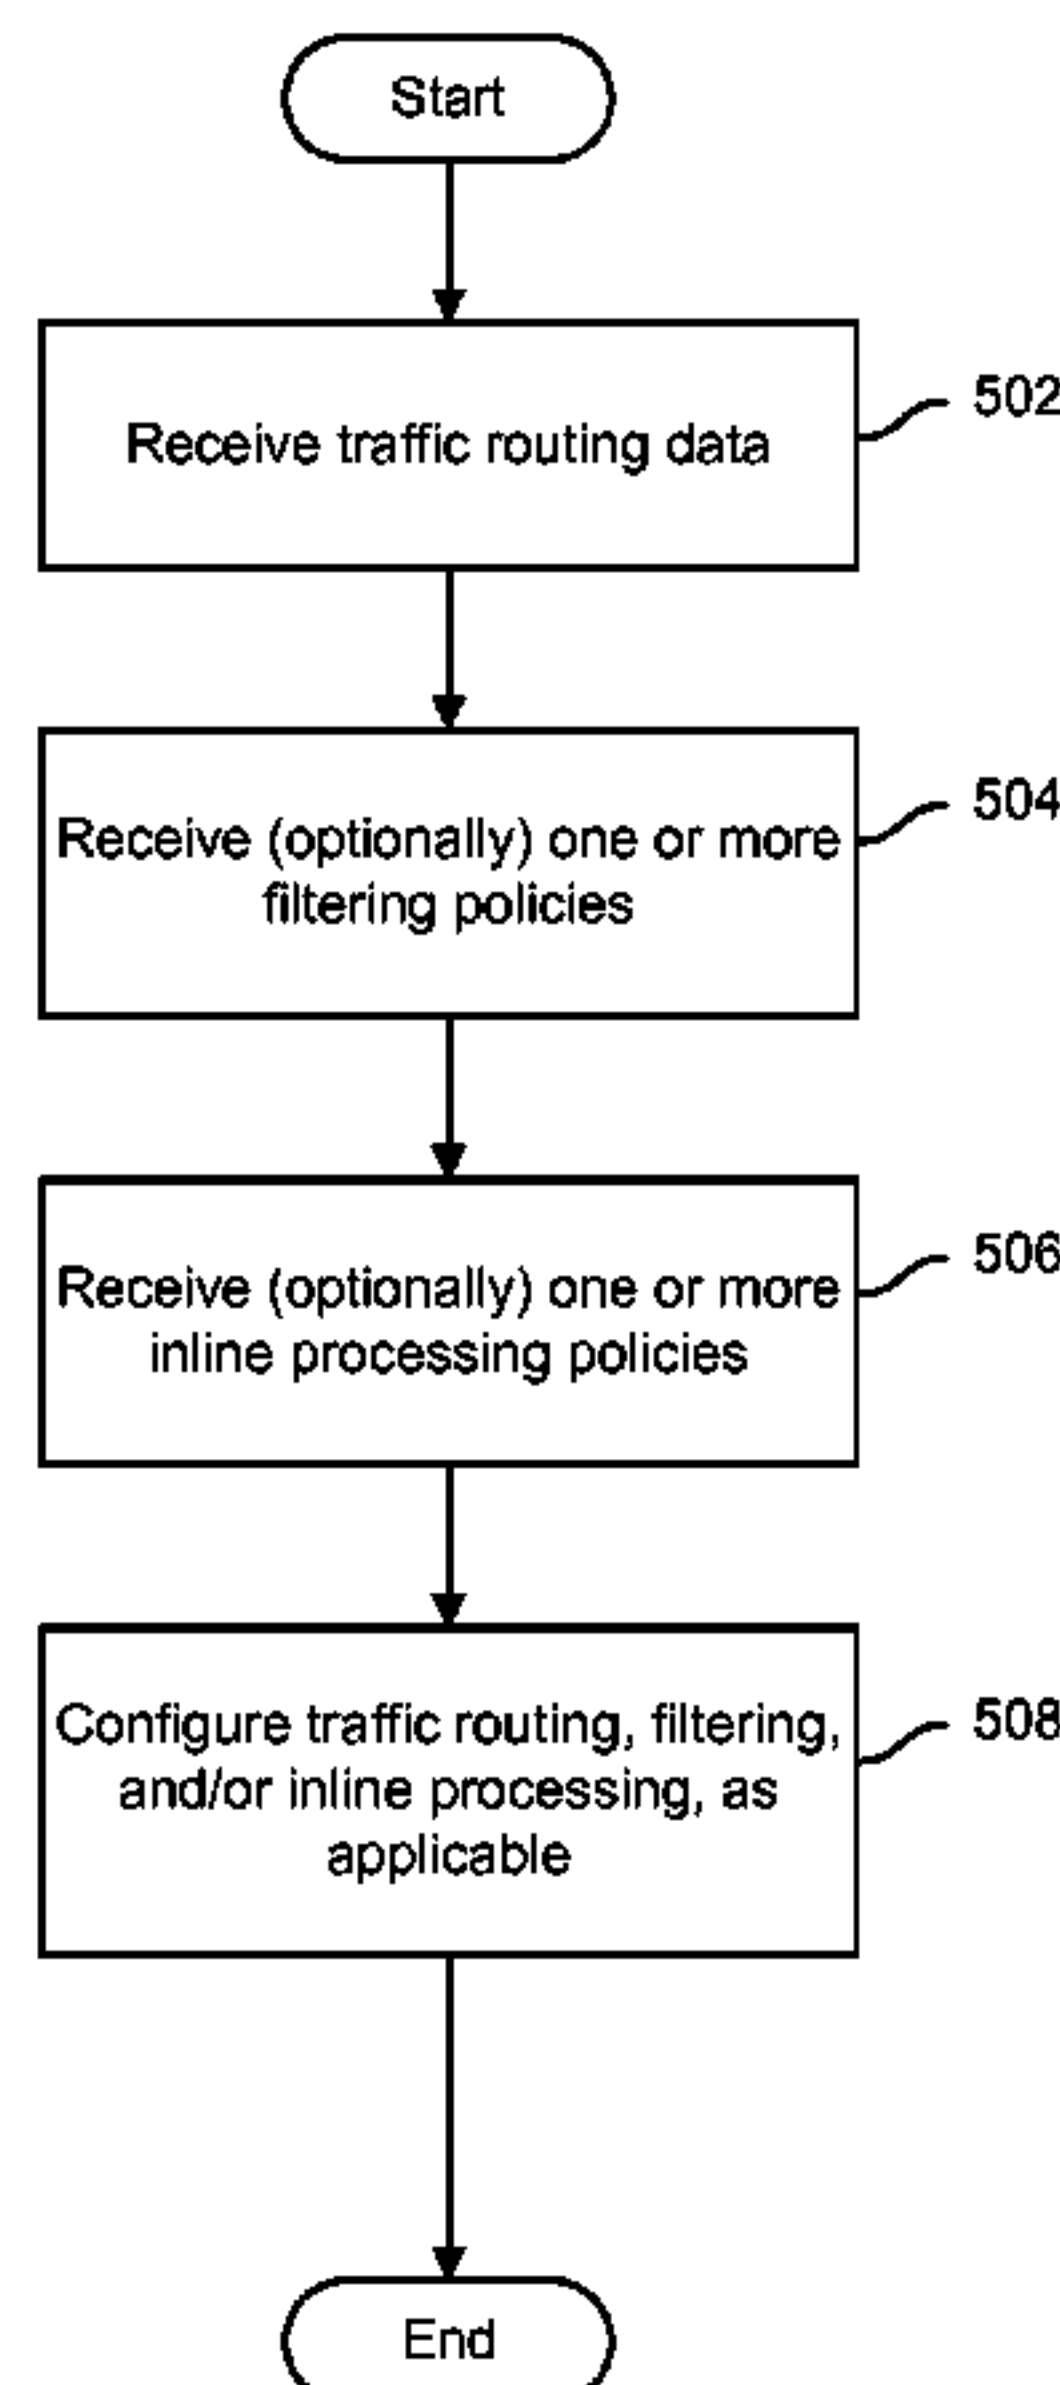 Start
Receive traffic routing data
502
Receive (optionally) one or more
filtering policies
504
Receive (optionally) one or more
inline processing policies
506
Configure traffic routing, filtering,
and/or inline processing, as
applicable
508
End